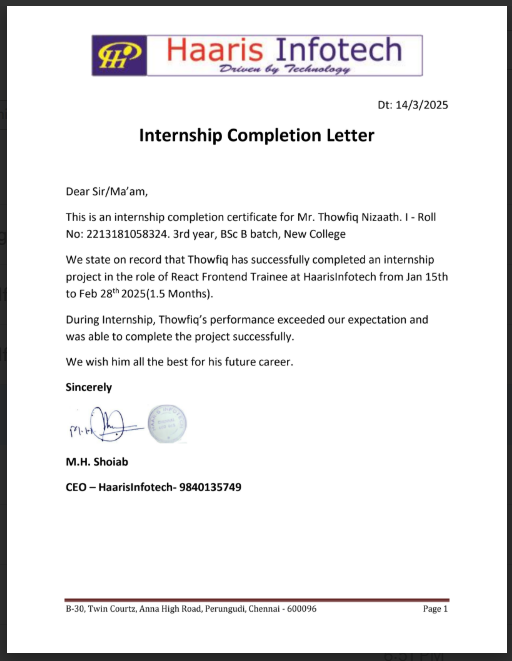 Haaris Infotech
Driven by Technology
Dt: 14/3/2025
Internship Completion Letter
Dear Sir/Ma’am,
This is an internship completion certificate for Mr. Thowfiq Nizaath. I - Roll
No: 2213181058324. 3rd year, BSc B batch, New College
We state on record that Thowfiq has successfully completed an internship
project in the role of React Frontend Trainee at HaarisInfotech from Jan 15th
to Feb 28th 2025(1.5 Months).
During Internship, Thowfiq’s performance exceeded our expectation and
was able to complete the project successfully.
We wish him all the best for his future career.
Sincerely
M.H. Shoiab
CEO – HaarisInfotech- 9840135749
B-30, Twin Courtz, Anna High Road, Perungudi, Chennai - 600096 Page 1